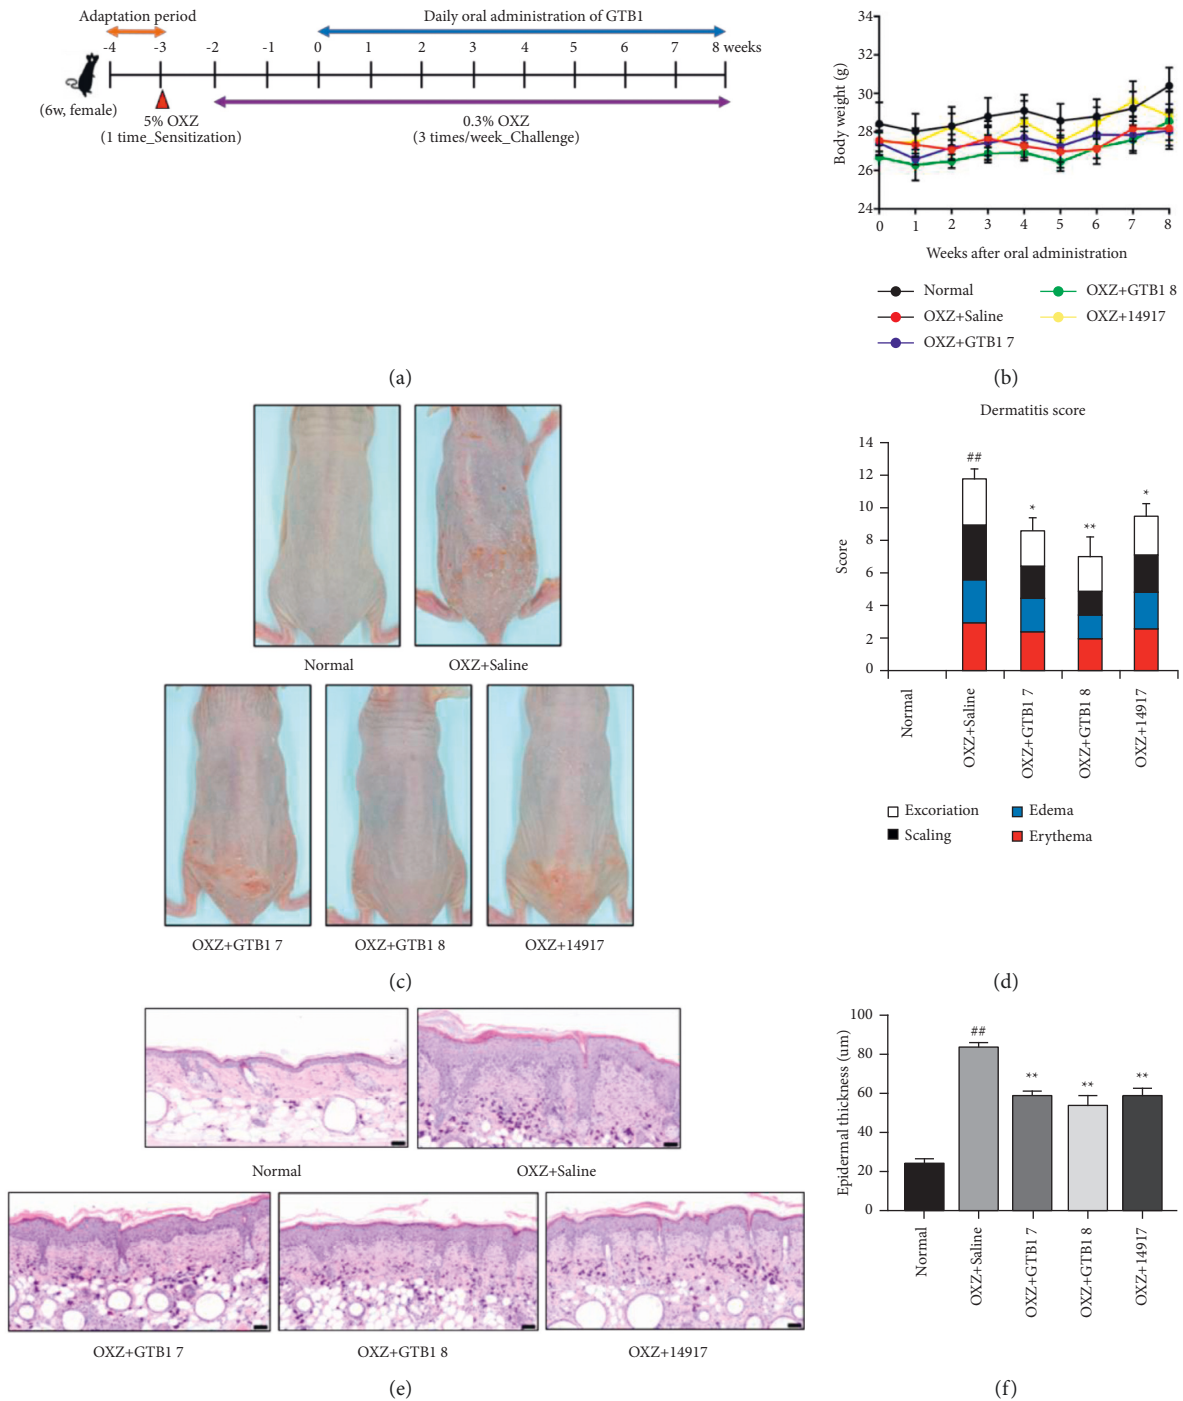 Adaptation period
Daily oral administration of GTB1
-4 -3 -2 -1 0 1 2 3 4 5 6 7 8 weeks
(6w, female)
5% OXZ
(1 time_Sensitization)
0.3% OXZ
(3 times/week_Challenge)
(a)
Body weight (g)
34
30
28
26
24
0 1 2 3 4 5 6 7 8
Weeks after oral administration
Normal
OXZ+Saline
OXZ+GTB1 7
OXZ+GTB1 8
OXZ+14917
(b)
Normal
OXZ+Saline
OXZ+GTB1 7
OXZ+GTB1 8
OXZ+14917
(c)
Dermatitis score
Score
14
12
10
8
6
4
2
0
##
*
**
*
Normal
OXZ+Saline
OXZ+GTB1 7
OXZ+GTB1 8
OXZ+14917
Excoriation
Scaling
Edema
Erythema
(d)
Normal
OXZ+Saline
OXZ+GTB1 7
OXZ+GTB1 8
OXZ+14917
(e)
Epidermal thickness (um)
100
80
60
40
20
0
##
**
**
**
Normal
OXZ+Saline
OXZ+GTB1 7
OXZ+GTB1 8
OXZ+14917
(f)